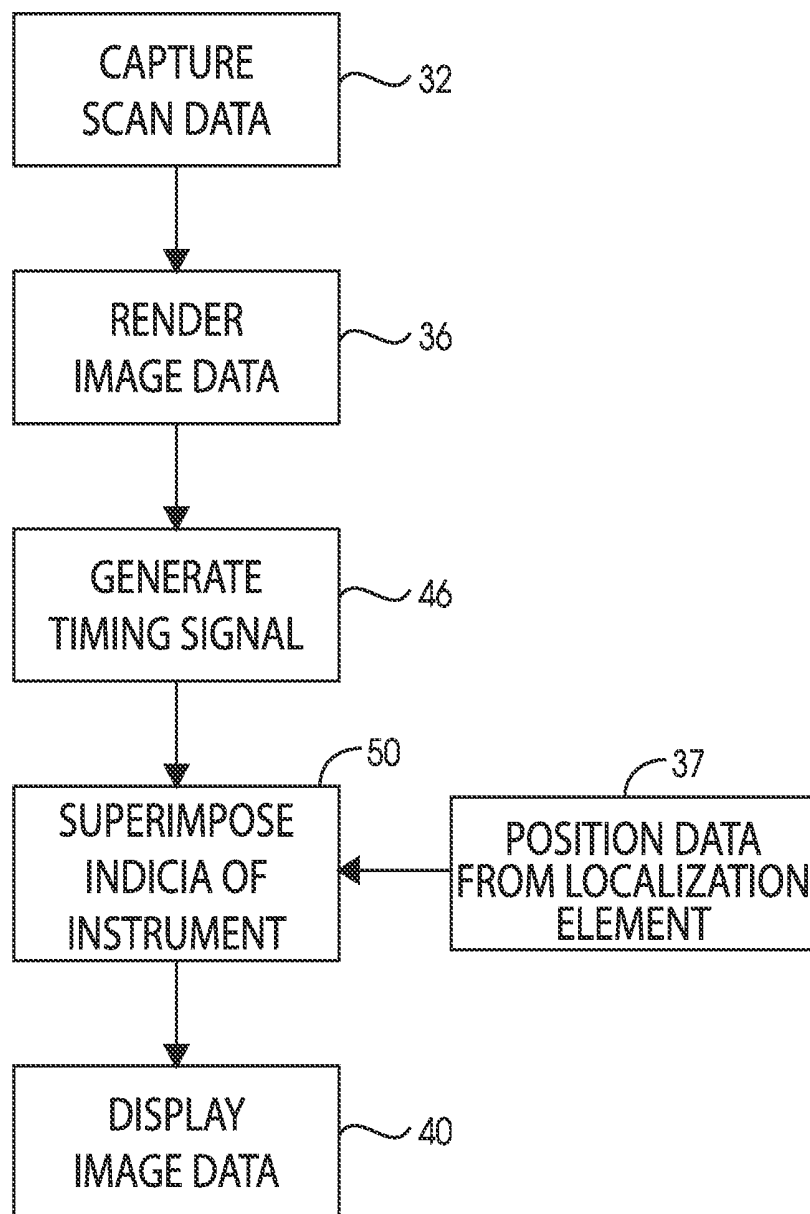 CAPTURE
SCAN DATA
32
RENDER
IMAGE DATA
36
GENERATE
TIMING SIGNAL
46
50
SUPERIMPOSE
INDICIA OF
INSTRUMENT
37
POSITION DATA
FROM LOCALIZATION
ELEMENT
DISPLAY
IMAGE DATA
40